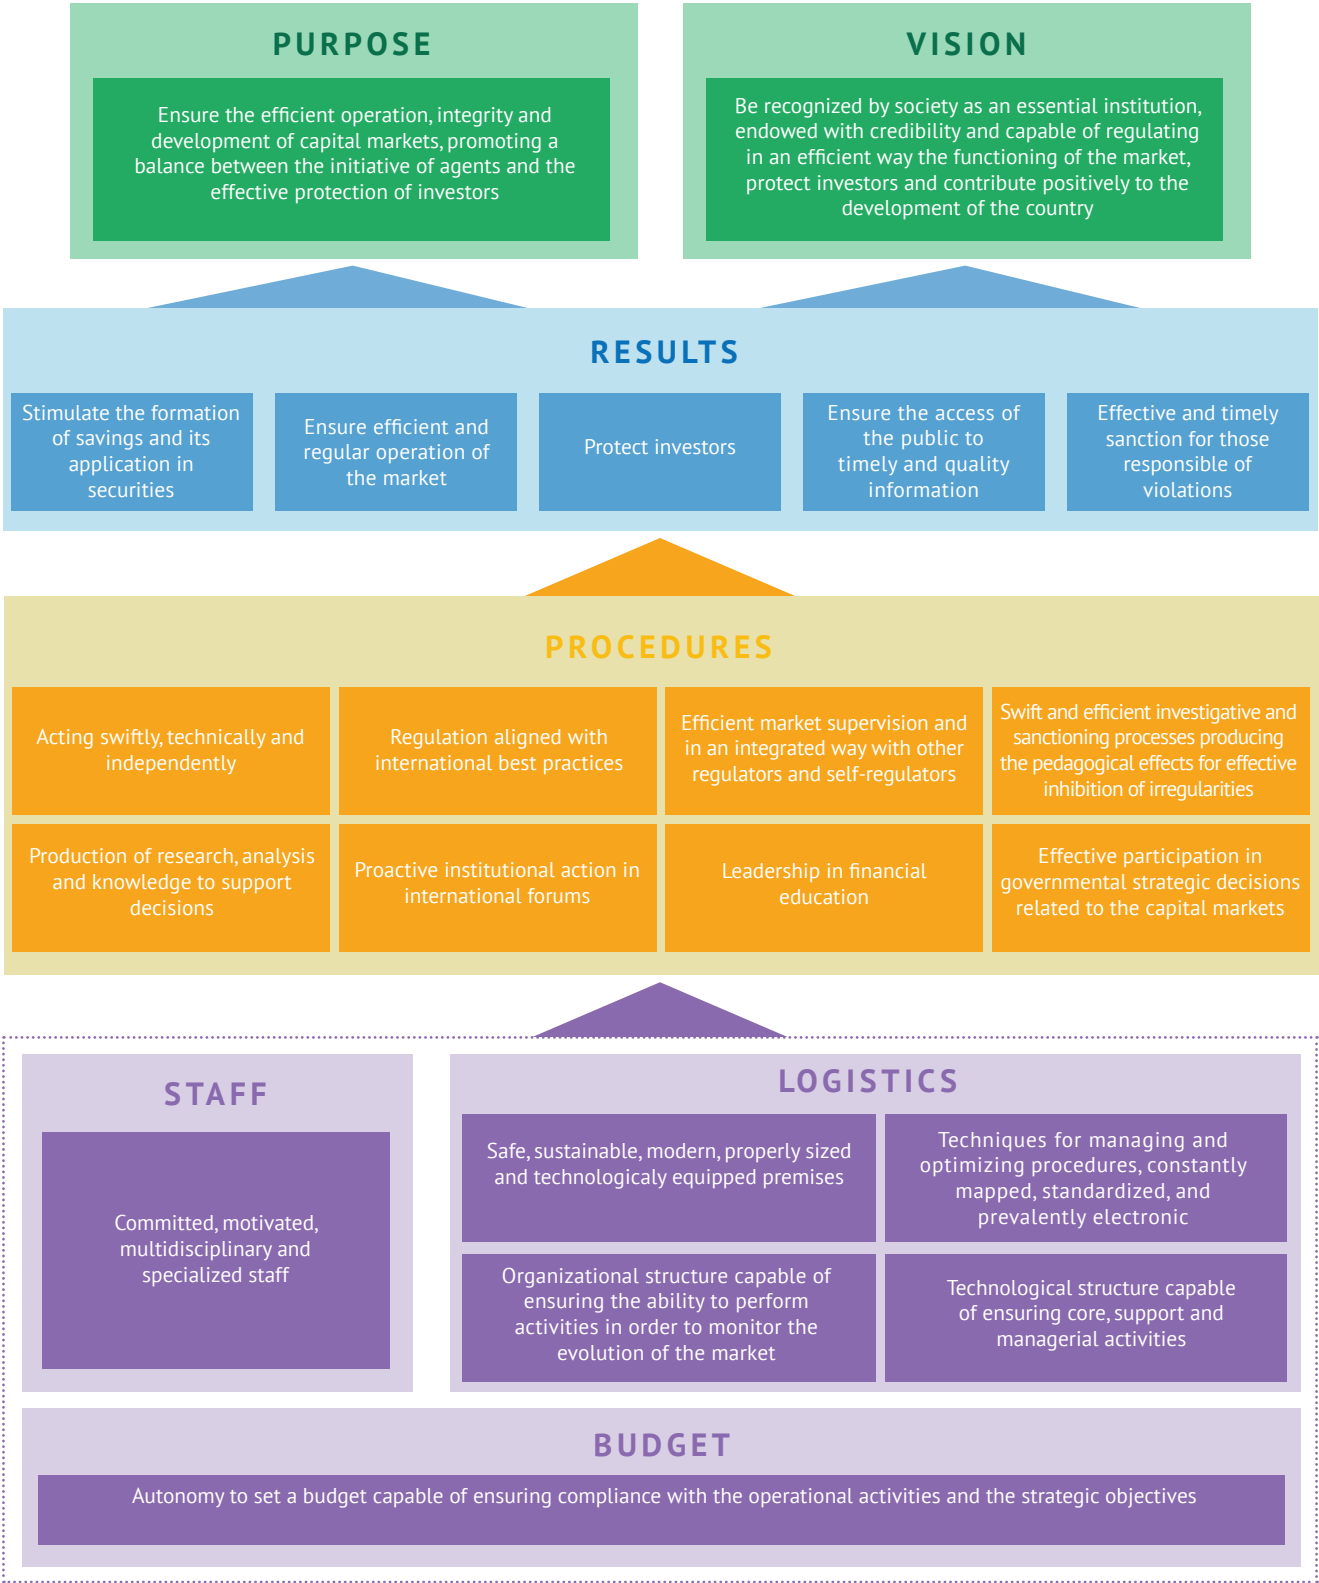 PURPOSE
Ensure the efficient operation, integrity and
development of capital markets, promoting a
balance between the initiative of agents and the
effective protection of investors
VISION
Be recognized by society as an essential institution,
endowed with credibility and capable of regulating
in an efficient way the functioning of the market,
protect investors and contribute positively to the
development of the country
RESULTS
Stimulate the formation
of savings and its
application in
securities
Ensure efficient and
regular operation of
the market
Protect investors
Ensure the access of
the public to
timely and quality
information
Effective and timely
sanction for those
responsible of
violations
PROCEDURES
Acting swiftly, technically and
independently
Regulation aligned with
international best practices
Efficient market supervision and
in an integrated way with other
regulators and self-regulators
Swift and efficient investigative and
sanctioning processes producing
the pedagogical effects for effective
inhibition of irregularities
Production of research, analysis
and knowledge to support
decisions
Proactive institutional action in
international forums
Leadership in financial
education
Effective participation in
governmental strategic decisions
related to the capital markets
STAFF
Committed, motivated,
multidisciplinary and
specialized staff
LOGISTICS
Safe, sustainable, modern, properly sized
and technologicaly equipped premises
Techniques for managing and
optimizing procedures, constantly
mapped, standardized, and
prevalently electronic
Organizational structure capable of
ensuring the ability to perform
activities in order to monitor the
evolution of the market
Technological structure capable
of ensuring core, support and
managerial activities
BUDGET
Autonomy to set a budget capable of ensuring compliance with the operational activities and the strategic objectives